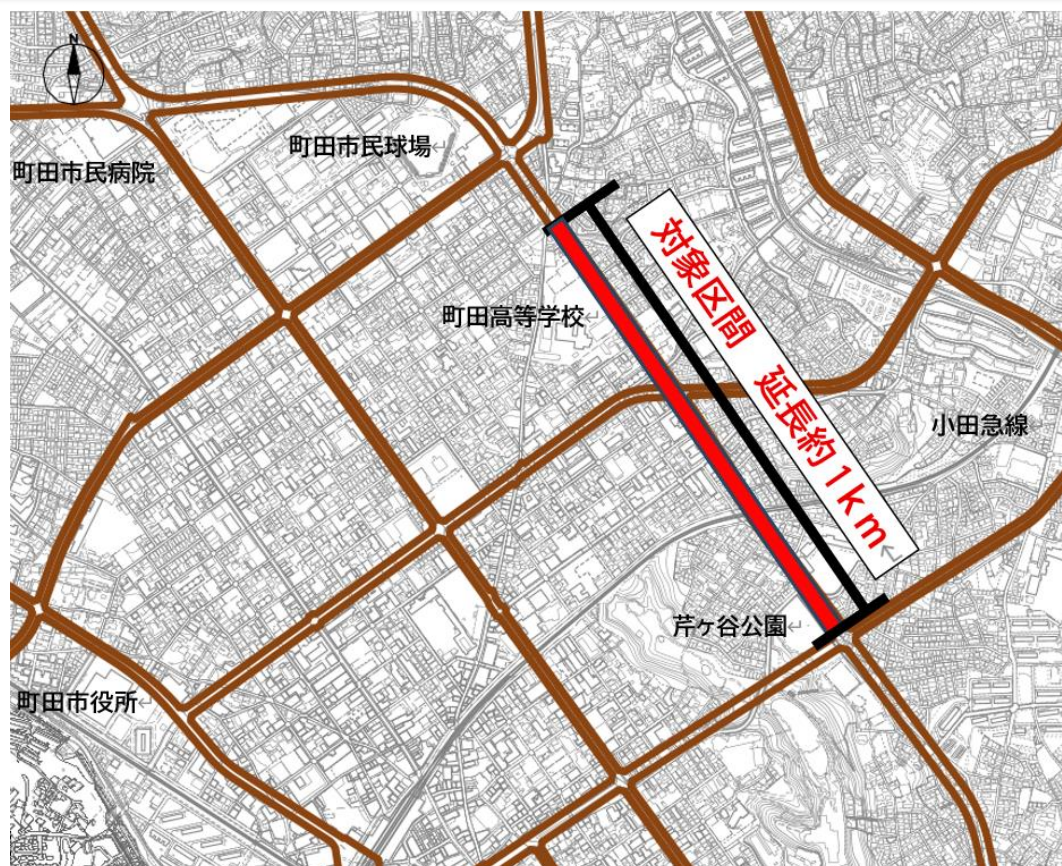 N
町田市民球場↵
町田市民病院
対象区間　延長約1km↵
町田高等学校↵
小田急線
芹ヶ谷公園↵
町田市役所↵